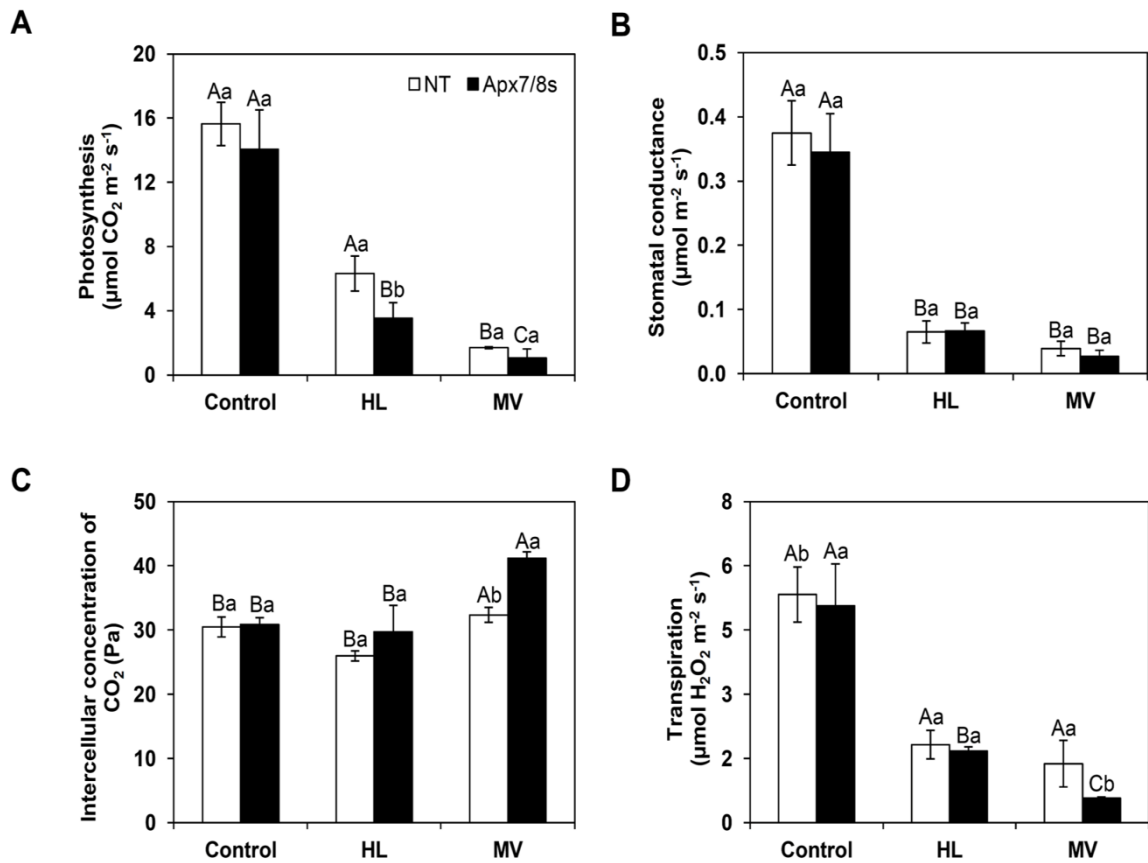 A
Photosynthesis
(µmol CO₂ m⁻² s⁻¹)
20
16
12
8
4
0
NT Apx7/8s
Aa Aa
Aa Bb
Ba Ca
Control HL MV
B
Stomatal conductance
(µmol m⁻² s⁻¹)
0.5
0.4
0.3
0.2
0.1
0.0
Aa Aa
Ba Ba
Ba Ba
Control HL MV
C
Intercellular concentration of
CO₂ (Pa)
50
40
30
20
10
0
Ba Ba
Ba Ba
Ab Aa
Control HL MV
D
Transpiration
(µmol H₂O₂ m⁻² s⁻¹)
8
6
5
3
2
0
Ab Aa
Aa Ba
Aa Cb
Control HL MV